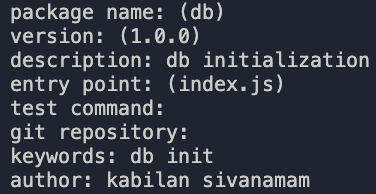 package name: (db)
version: (1.0.0)
description: db initialization
entry point: (index.js)
test command:
git repository:
keywords: db init
author: kabilan sivanamam